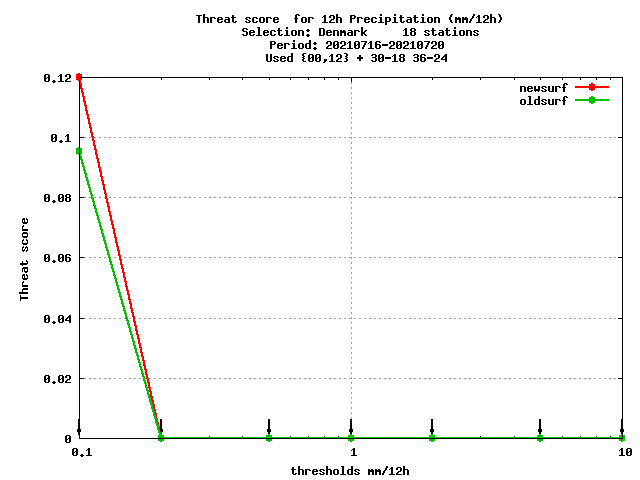 Threat score  for 12h Precipitation (mm/12h)
Selection: Denmark     18 stations
Period: 20210716-20210720
Used {00,12} + 30-18 36-24
newsurf
oldsurf
0.12
0.1
0.08
0.06
0.04
0.02
0
Threat score
0.1
1
10
thresholds mm/12h